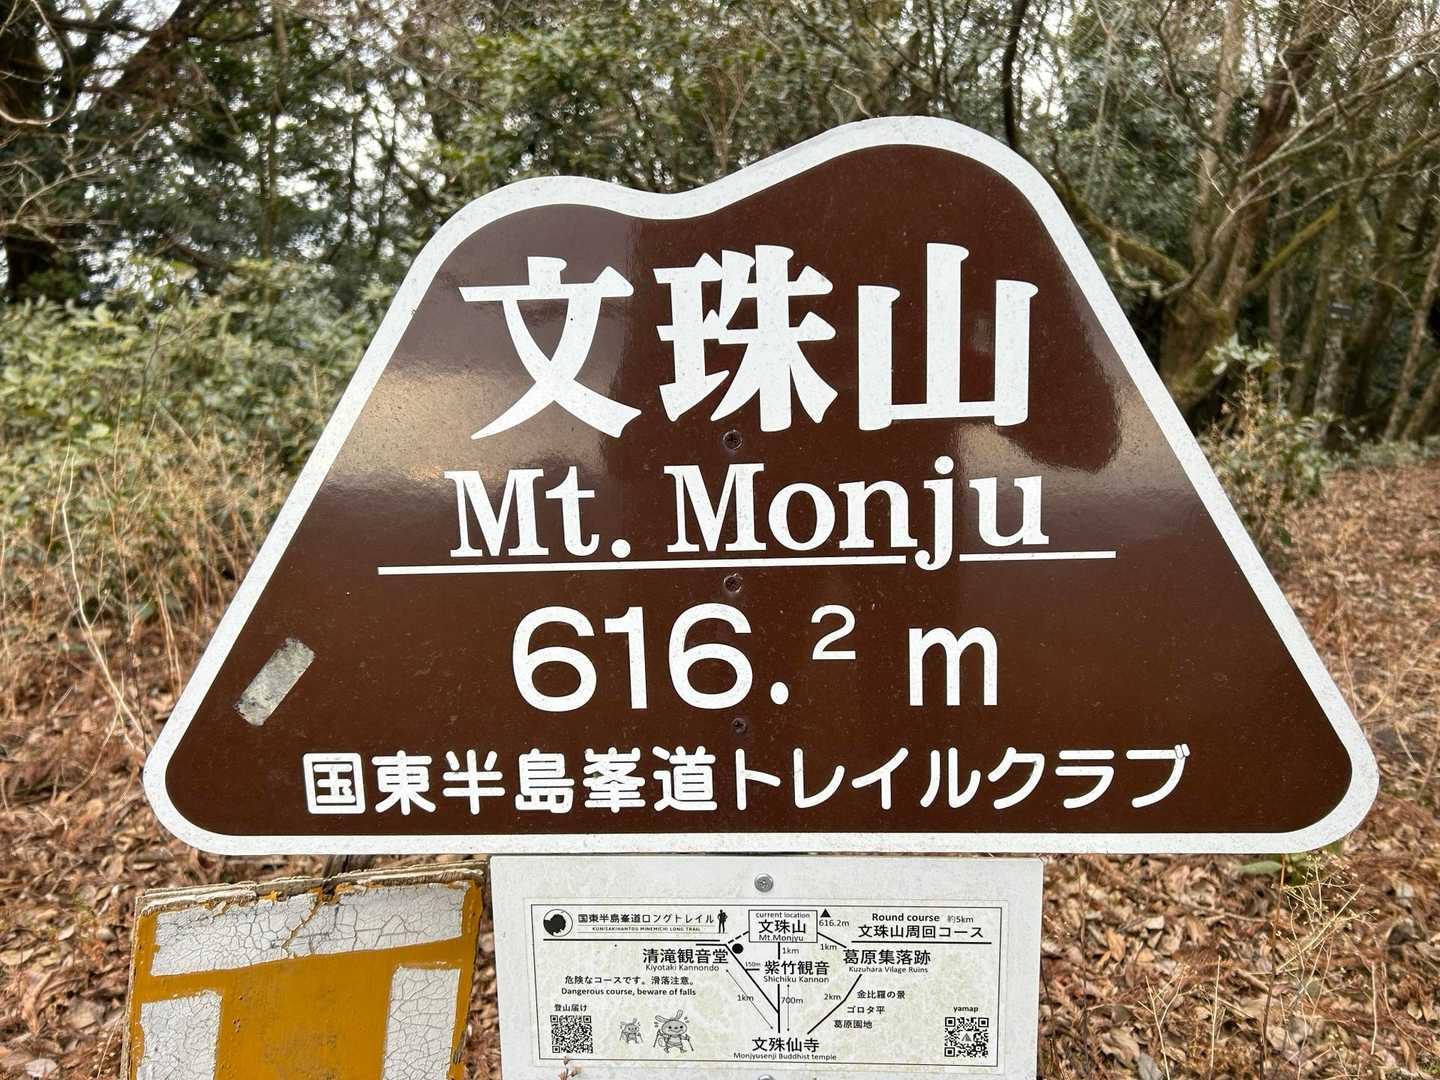 文珠山
Mt. Monju
616.2 m
国東半島峯道トレイルクラブ
国東半島峯道ロングトレイル
KUNISAKIHANTOU MINEMICHI LONG TRAIL
current location
文珠山
Mt.Monjyu
616.2m
Round course 約5km
文珠山周回コース
清滝観音堂
Kiyotaki Kannondo
1km
1km
葛原集落跡
Kuzuhara Vilage Ruins
150m
紫竹観音
Shichiku Kannon
危険なコースです。滑落注意。
Dangerous course, beware of falls
1km
700m
2km
金比羅の景
ゴロタ平
葛原園地
登山届け
yamap
文殊仙寺
Monjyusenji Buddhist temple